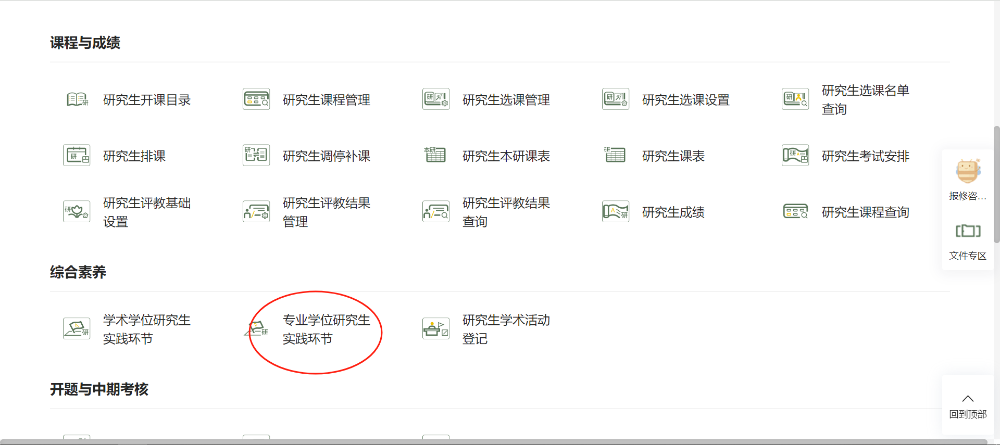 课程与成绩
研究生开课目录
研究生课程管理
研究生选课管理
研究生选课设置
研究生选课名单
查询
研究生排课
研究生调停补课
研究生本研课表
研究生课表
研究生考试安排
研究生评教基础
设置
研究生评教结果
管理
研究生评教结果
查询
研究生成绩
研究生课程查询
综合素养
学术学位研究生
实践环节
专业学位研究生
实践环节
研究生学术活动
登记
开题与中期考核
报修咨...
文件专区
回到顶部